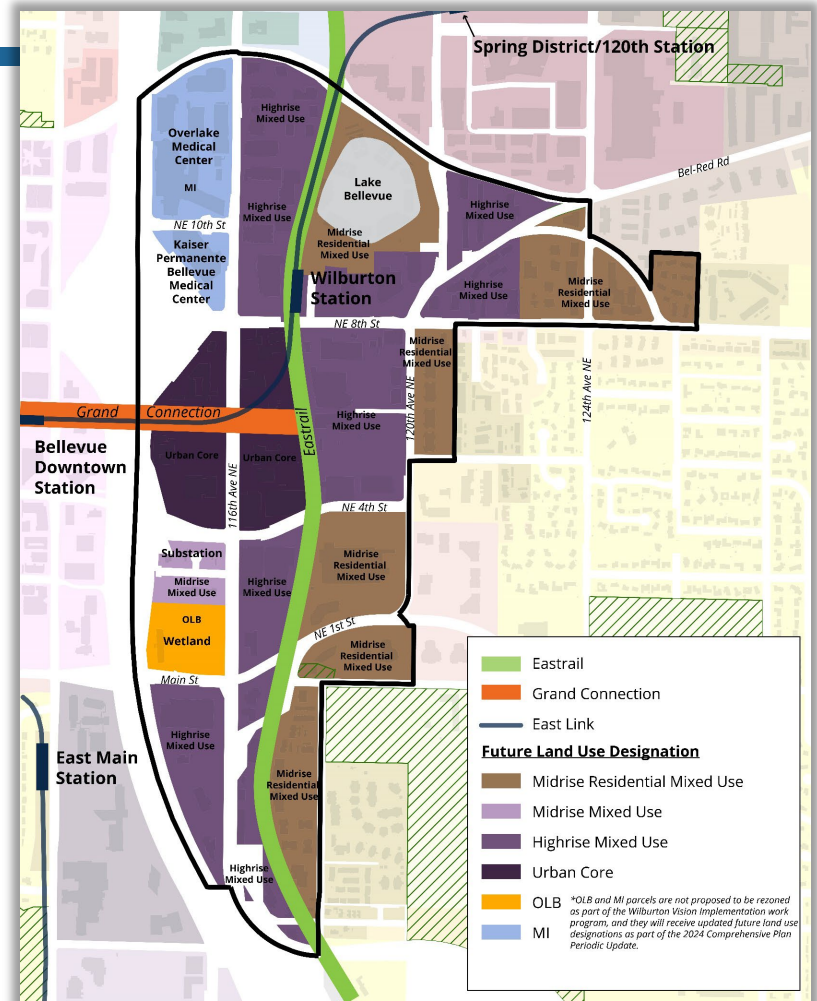 Spring District/120th Station
Highrise
Mixed Use
Overlake
Medical
Center
MI
Bel-Red Rd
Lake
Bellevue
Highrise
Mixed Use
Highrise
Mixed Use
NE 10th St
Midrise
Residential
Mixed Use
Kaiser
Permanente
Bellevue
Medical
Center
Wilburton
Station
Highrise
Mixed Use
Midrise
Residential
Mixed Use
NE 8th St
Midrise
Residential
Mixed Use
120th Ave NE
124th Ave NE
Grand Connection
Eastrail
Highrise
Mixed Use
Bellevue
Downtown
Station
Urban Core
Urban Core
116th Ave NE
NE 4th St
Substation
Midrise
Mixed Use
Highrise
Mixed Use
Midrise
Residential
Mixed Use
OLB
Wetland
NE 1st St
Midrise
Residential
Mixed Use
Main St
Highrise
Mixed Use
East Main
Station
Midrise
Residential
Mixed Use
Highrise
Mixed Use
Eastrail
Grand Connection
East Link
Future Land Use Designation
Midrise Residential Mixed Use
Midrise Mixed Use
Highrise Mixed Use
Urban Core
OLB
MI
*OLB and MI parcels are not proposed to be rezoned
as part of the Wilburton Vision Implementation work
program, and they will receive updated future land use
designations as part of the 2024 Comprehensive Plan
Periodic Update.